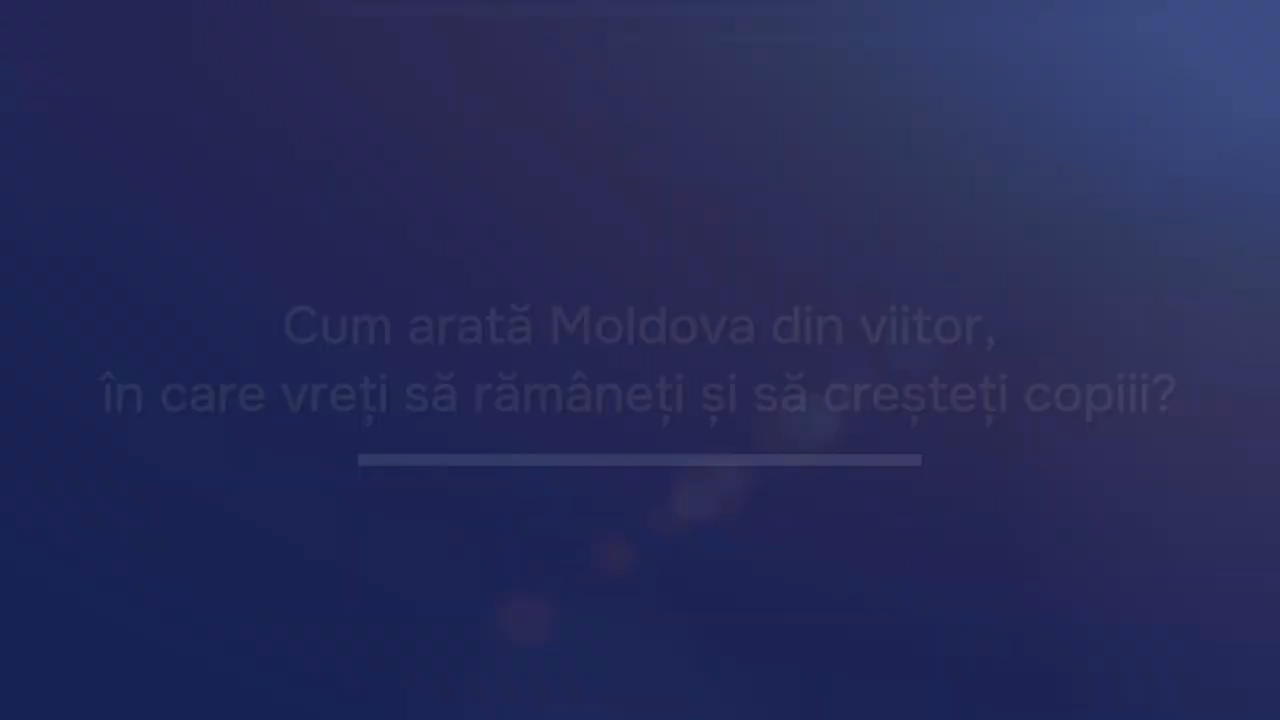 Cum arată Moldova din viitor,
în care vreți să rămâneți și să creșteți copiii?